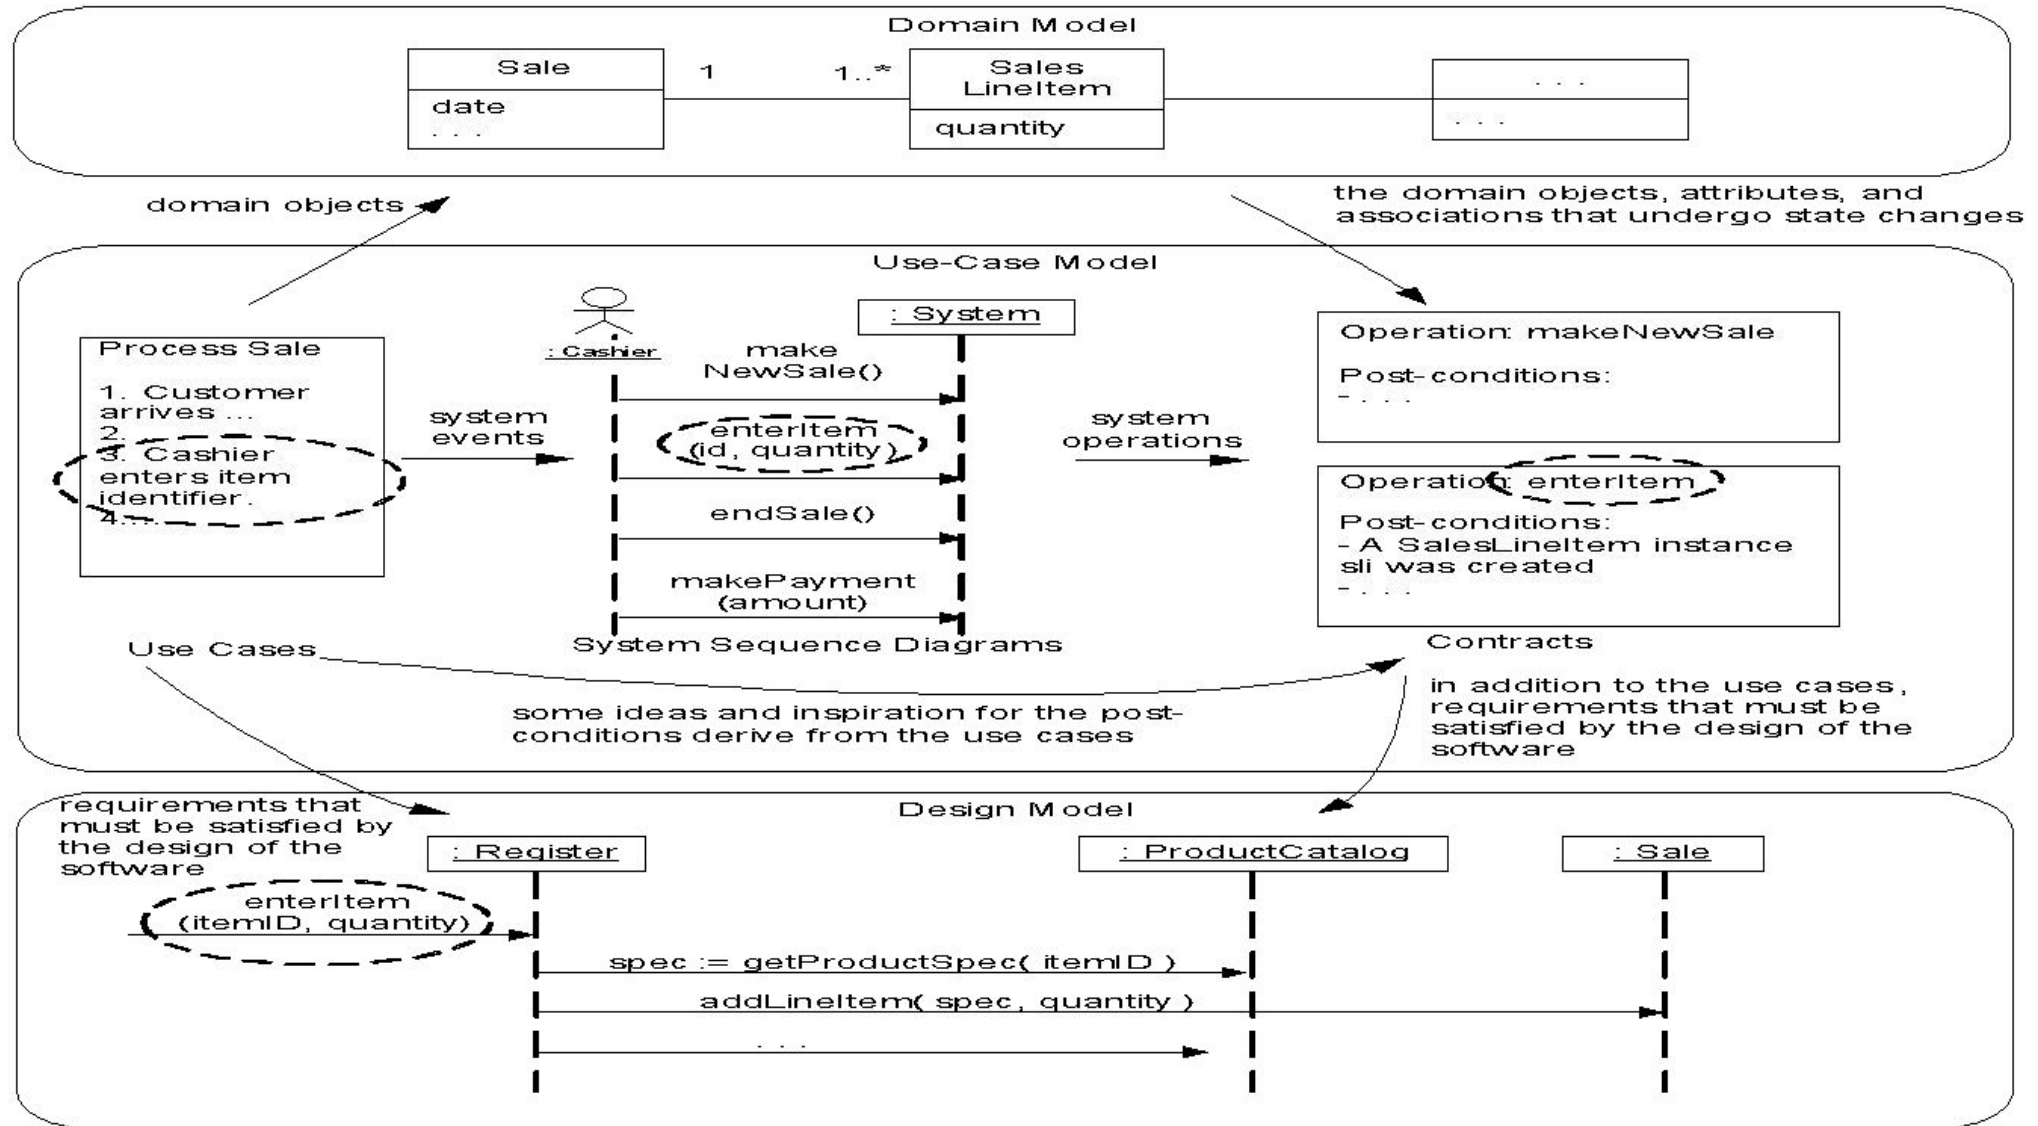 Domain Model
Sale
date
. . .
1
1..*
Sales
LineItem
quantity
. . .
. . .
domain objects
the domain objects, attributes, and
associations that undergo state changes
Use-Case Model
Process Sale
1. Customer
arrives ...
2. ...
3. Cashier
enters item
identifier.
4....
system
events
: Cashier
: System
make
NewSale()
enterItem
(id, quantity)
endSale()
makePayment
(amount)
system
operations
Operation: makeNewSale
Post-conditions:
- . . .
Operation: enterItem
Post-conditions:
- A SalesLineItem instance
sli was created
- . . .
Use Cases
System Sequence Diagrams
Contracts
some ideas and inspiration for the post-
conditions derive from the use cases
in addition to the use cases,
requirements that must be
satisfied by the design of the
software
Design Model
requirements that
must be satisfied by
the design of the
software
: Register
: ProductCatalog
: Sale
enterItem
(itemID, quantity)
spec := getProductSpec( itemID )
addLineItem( spec, quantity )
. . .